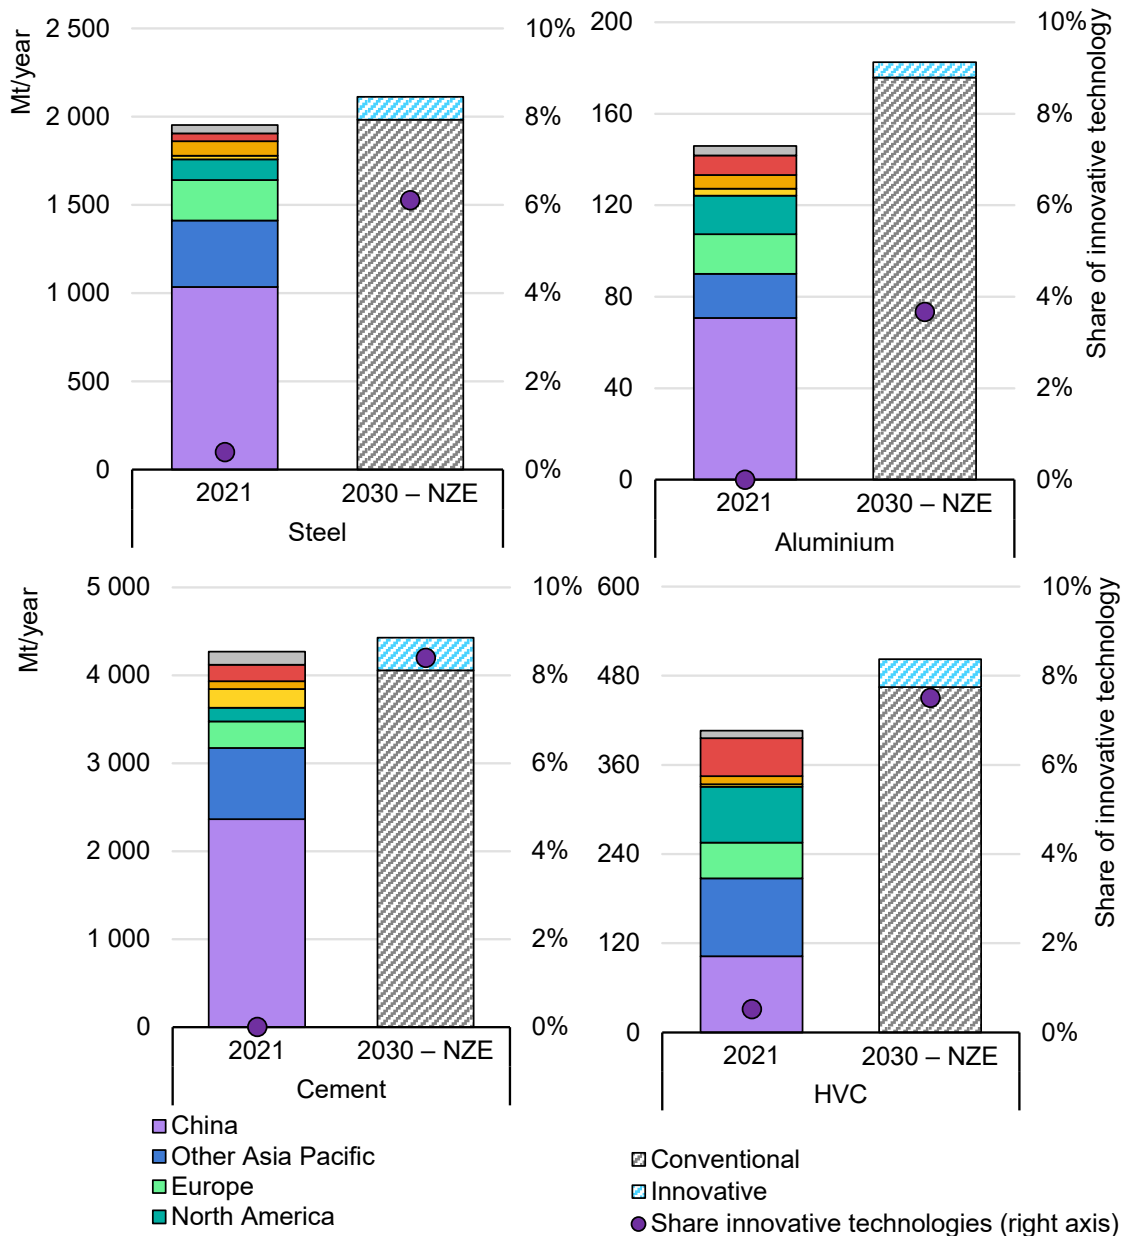 Mt/year
2 500
2 000
1 500
1 000
500
0
10%
8%
6%
4%
2%
0%
2021
2030 – NZE
Steel
200
160
120
80
40
0
10%
8%
6%
4%
2%
0%
Share of innovative technology
2021
2030 – NZE
Aluminium
Mt/year
5 000
4 000
3 000
2 000
1 000
0
10%
8%
6%
4%
2%
0%
2021
2030 – NZE
Cement
600
480
360
240
120
0
10%
8%
6%
4%
2%
0%
Share of innovative technology
2021
2030 – NZE
HVC
China
Other Asia Pacific
Europe
North America
Conventional
Innovative
Share innovative technologies (right axis)